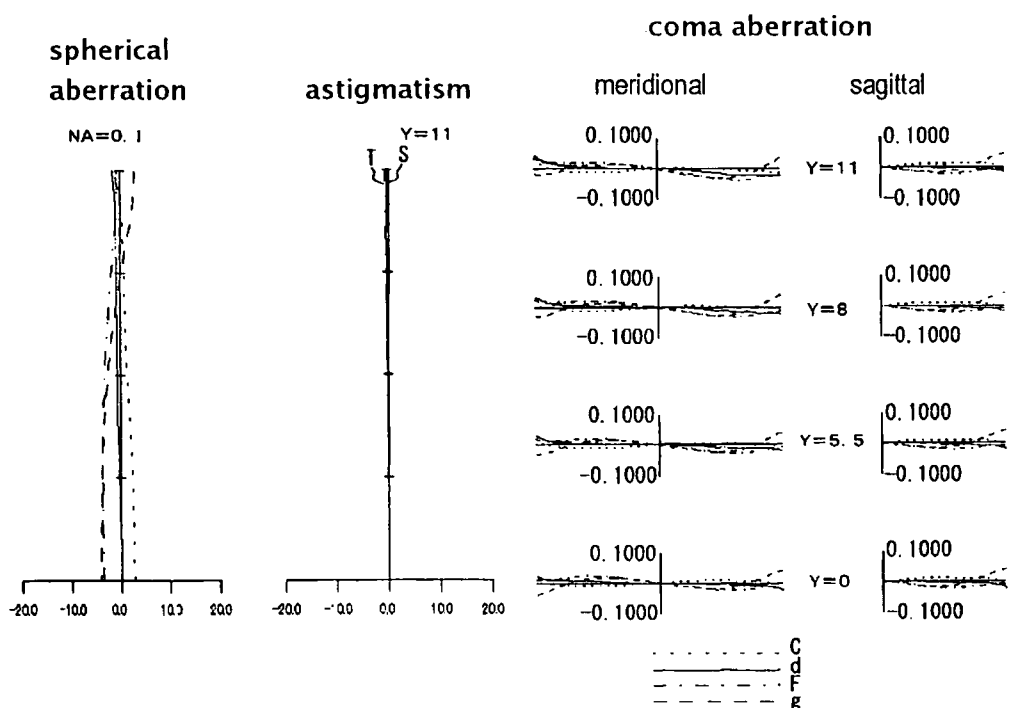 spherical
aberration
NA=0. 1
-20.0 -10.0 0.0 10.0 20.0
astigmatism
Y=11
T S
-20.0 -10.0 0.0 10.0 20.0
coma aberration
meridional sagittal
0. 1000 0. 1000
Y=11
-0. 1000 -0. 1000
0. 1000 0. 1000
Y=8
-0. 1000 -0. 1000
0. 1000 0. 1000
Y=5. 5
-0. 1000 -0. 1000
0. 1000 0. 1000
Y=0
-0. 1000 -0. 1000
C
d
F
g